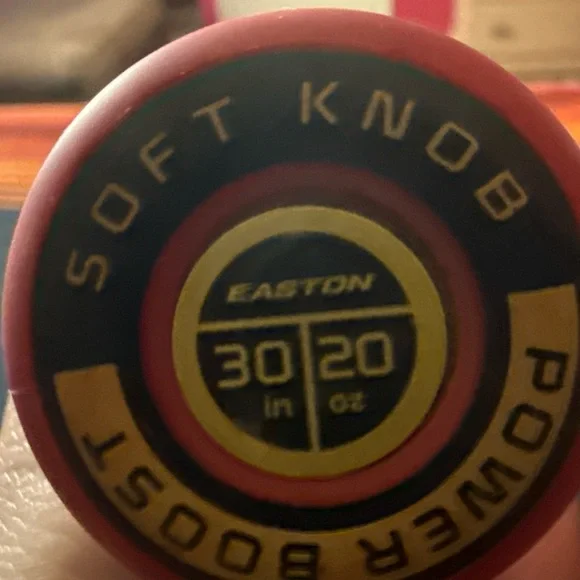 SOFT KNOB
EASTON
30 20
in oz
POWER BOOST